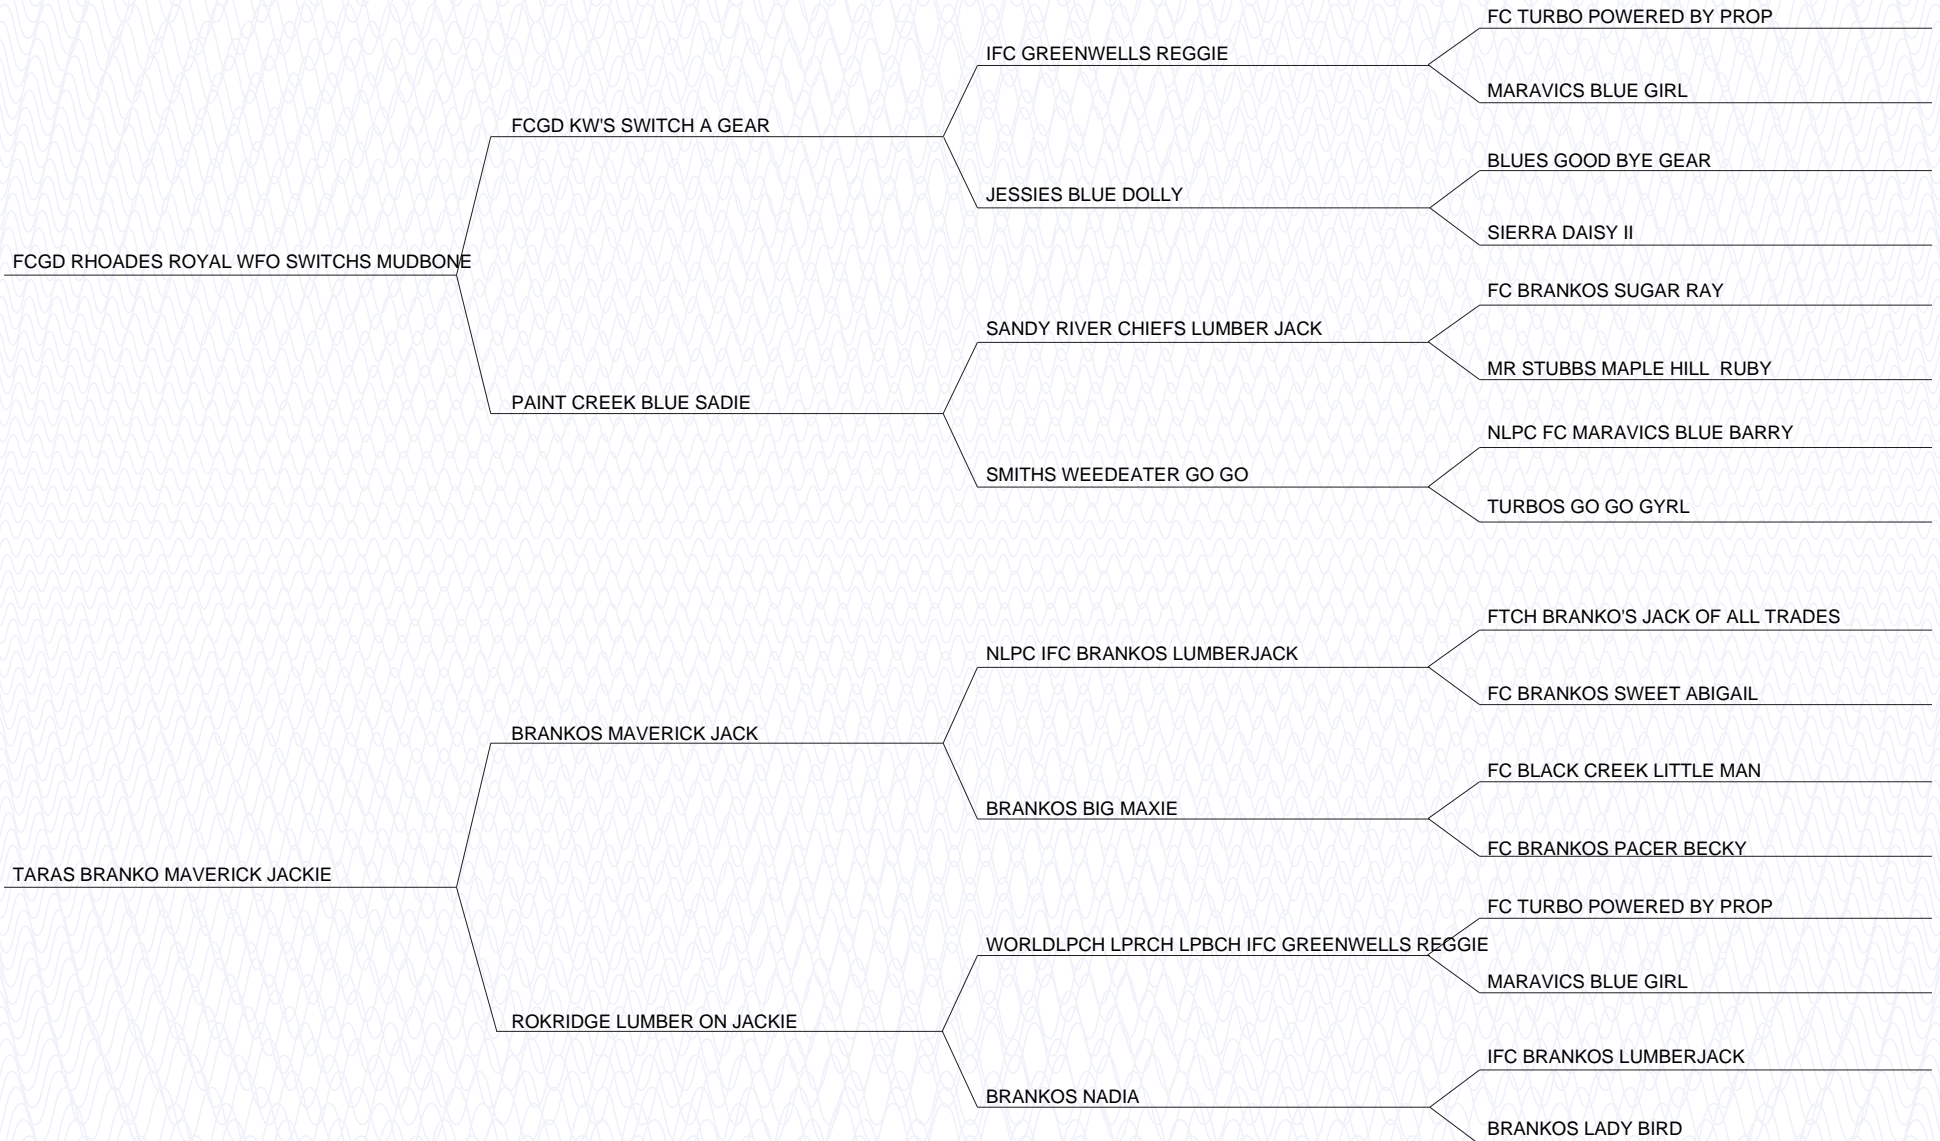 FC TURBO POWERED BY PROP
IFC GREENWELLS REGGIE
MARAVICS BLUE GIRL
FCGD KW'S SWITCH A GEAR
BLUES GOOD BYE GEAR
JESSIES BLUE DOLLY
SIERRA DAISY II
FCGD RHOADES ROYAL WFO SWITCHS MUDBONE
FC BRANKOS SUGAR RAY
SANDY RIVER CHIEFS LUMBER JACK
MR STUBBS MAPLE HILL  RUBY
PAINT CREEK BLUE SADIE
NLPC FC MARAVICS BLUE BARRY
SMITHS WEEDEATER GO GO
TURBOS GO GO GYRL
FTCH BRANKO'S JACK OF ALL TRADES
NLPC IFC BRANKOS LUMBERJACK
FC BRANKOS SWEET ABIGAIL
BRANKOS MAVERICK JACK
FC BLACK CREEK LITTLE MAN
BRANKOS BIG MAXIE
FC BRANKOS PACER BECKY
TARAS BRANKO MAVERICK JACKIE
FC TURBO POWERED BY PROP
WORLDLPCH LPRCH LPBCH IFC GREENWELLS REGGIE
MARAVICS BLUE GIRL
ROKRIDGE LUMBER ON JACKIE
IFC BRANKOS LUMBERJACK
BRANKOS NADIA
BRANKOS LADY BIRD